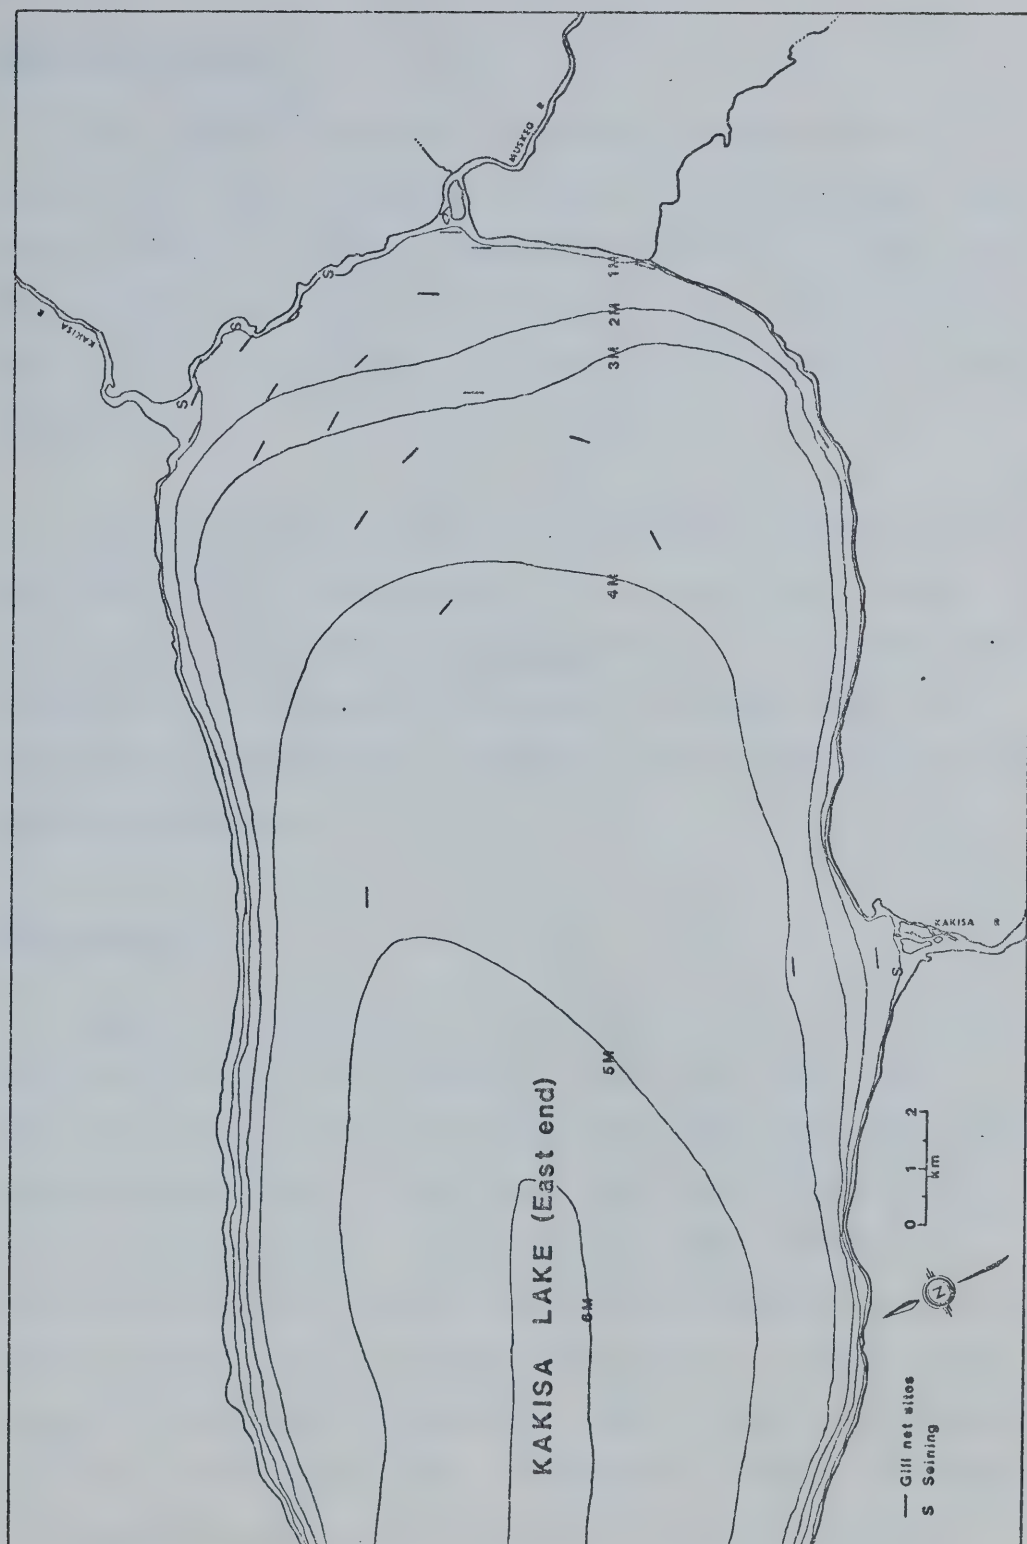 KAKISA R
S
S
S
MUSKEG R
1M
2M
3M
4M
5M
6M
KAKISA R
S
S
KAKISA LAKE (East end)
0 1 2
km
N
— Gill net sites
S Seining